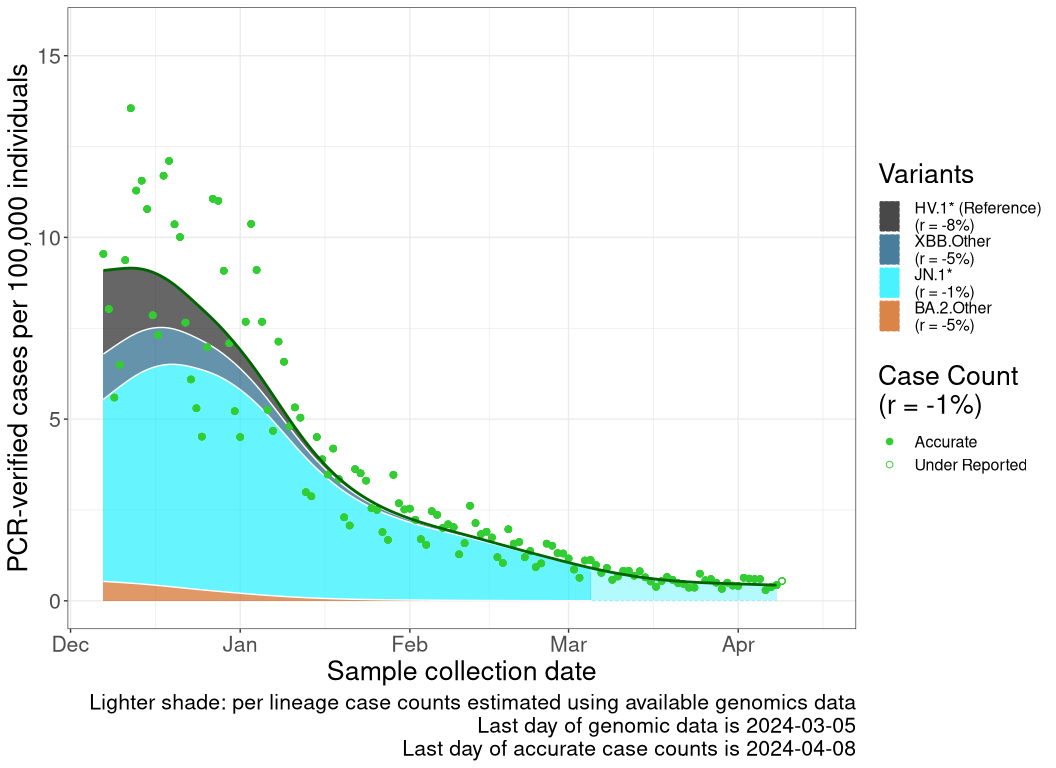 PCR-verified cases per 100,000 individuals
15
10
5
0
Dec
Jan
Feb
Mar
Apr
Sample collection date
Variants
HV.1* (Reference)
(r = -8%)
XBB.Other
(r = -5%)
JN.1*
(r = -1%)
BA.2.Other
(r = -5%)
Case Count
(r = -1%)
Accurate
Under Reported
Lighter shade: per lineage case counts estimated using available genomics data
Last day of genomic data is 2024-03-05
Last day of accurate case counts is 2024-04-08